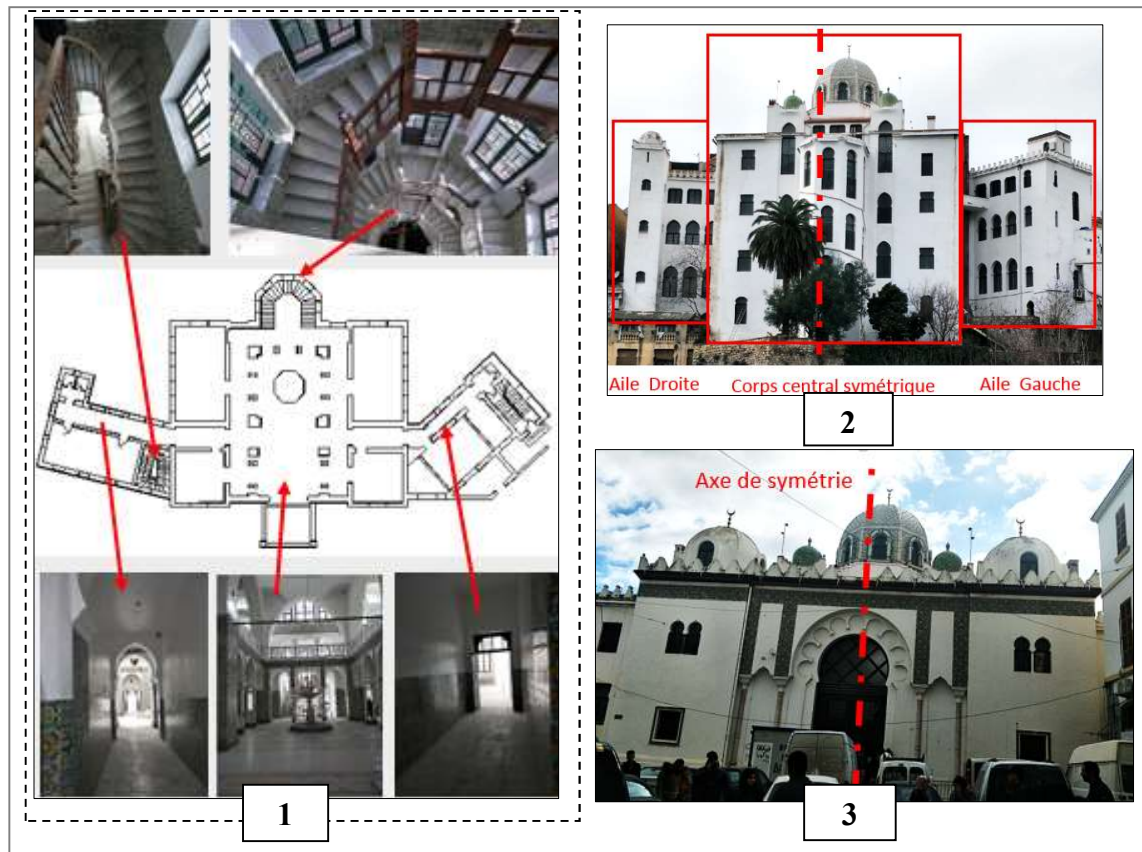 Aile Droite
Corps central symétrique
Aile Gauche
2
Axe de symétrie
1
3